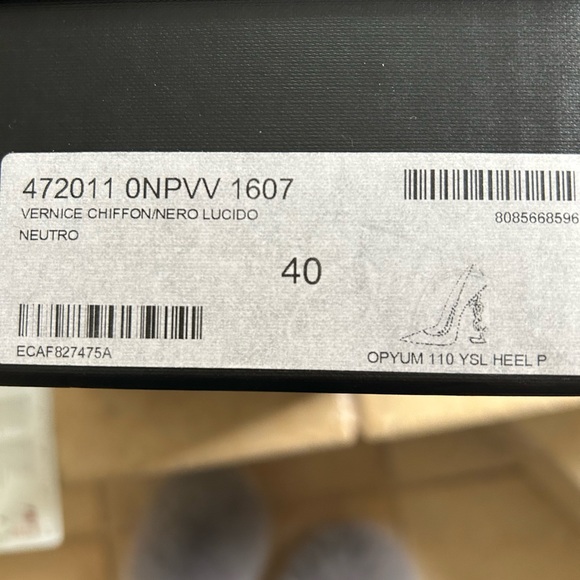 472011 0NPVV 1607
VERNICE CHIFFON/NERO LUCIDO
NEUTRO
8085668596
40
ECAF827475A
OPYUM 110 YSL HEEL P